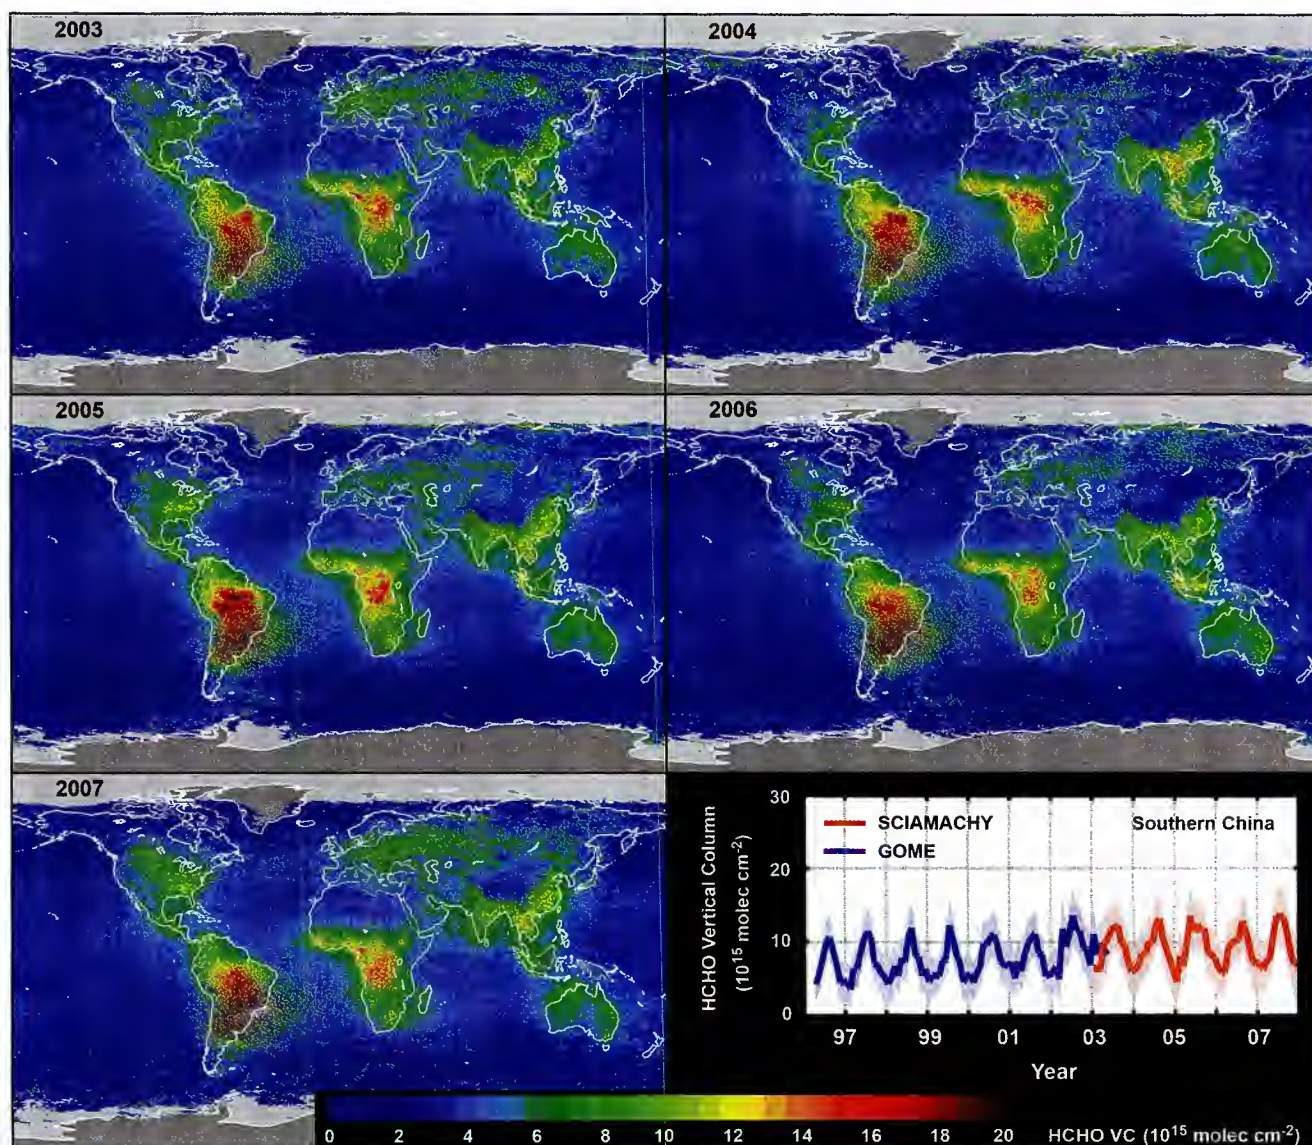 2003
2004
2005
2006
2007
30
20
10
0
HCHO Vertical Column
(10¹⁵ molec cm⁻²)
SCIAMACHY
GOME
Southern China
97 99 01 03 05 07
Year
0 2 4 6 8 10 12 14 16 18 20 HCHO VC (10¹⁵ molec cm⁻²)